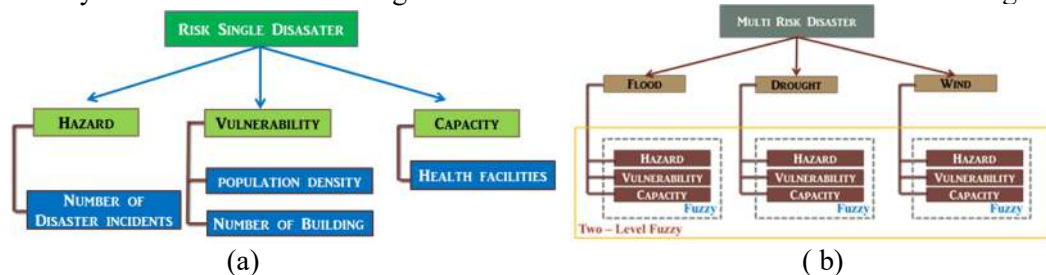 RISK SINGLE DISASATER
HAZARD
VULNERABILITY
CAPACITY
NUMBER OF
DISASTER INCIDENTS
POPULATION DENSITY
NUMBER OF BUILDING
HEALTH FACILITIES
(a)
MULTI RISK DISASTER
FLOOD
DROUGHT
WIND
HAZARD
VULNERABILITY
CAPACITY
Fuzzy
HAZARD
VULNERABILITY
CAPACITY
Fuzzy
HAZARD
VULNERABILITY
CAPACITY
Fuzzy
Two – Level Fuzzy
( b)